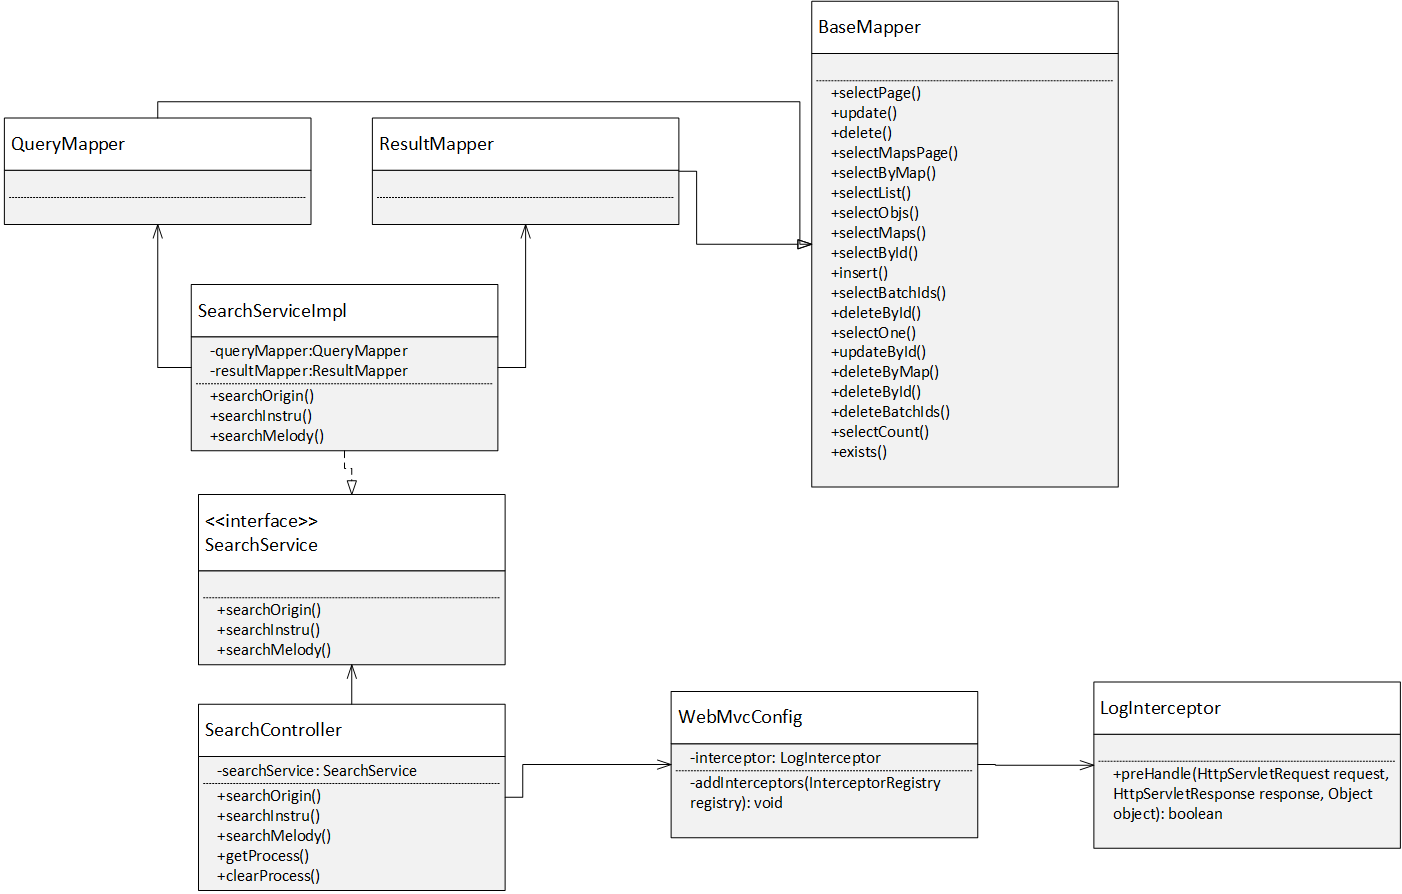 BaseMapper
+selectPage()
+update()
+delete()
+selectMapsPage()
+selectByMap()
+selectList()
+selectObjs()
+selectMaps()
+selectById()
+insert()
+selectBatchIds()
+deleteById()
+selectOne()
+updateById()
+deleteByMap()
+deleteById()
+deleteBatchIds()
+selectCount()
+exists()
QueryMapper
ResultMapper
SearchServiceImpl
-queryMapper:QueryMapper
-resultMapper:ResultMapper
+searchOrigin()
+searchInstru()
+searchMelody()
<<interface>>
SearchService
+searchOrigin()
+searchInstru()
+searchMelody()
SearchController
-searchService: SearchService
+searchOrigin()
+searchInstru()
+searchMelody()
+getProcess()
+clearProcess()
WebMvcConfig
-interceptor: LogInterceptor
-addInterceptors(InterceptorRegistry
registry): void
LogInterceptor
+preHandle(HttpServletRequest request,
HttpServletResponse response, Object
object): boolean